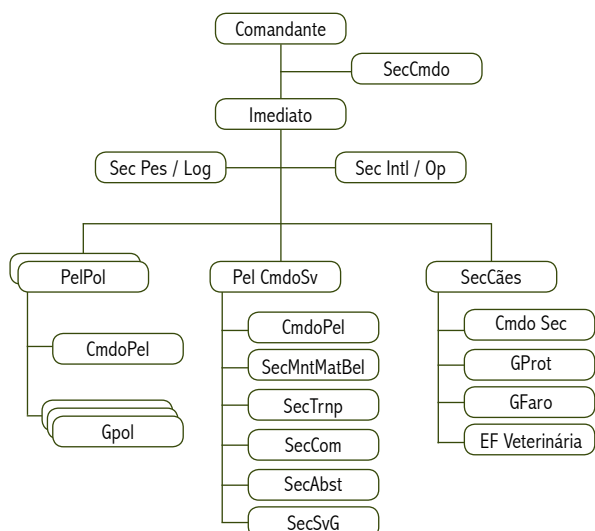 Comandante
SecCmdo
Imediato
Sec Pes / Log
Sec Intl / Op
PelPol
Pel CmdoSv
SecCães
CmdoPel
Gpol
CmdoPel
SecMntMatBel
SecTrnp
SecCom
SecAbst
SecSvG
Cmdo Sec
GProt
GFaro
EF Veterinária